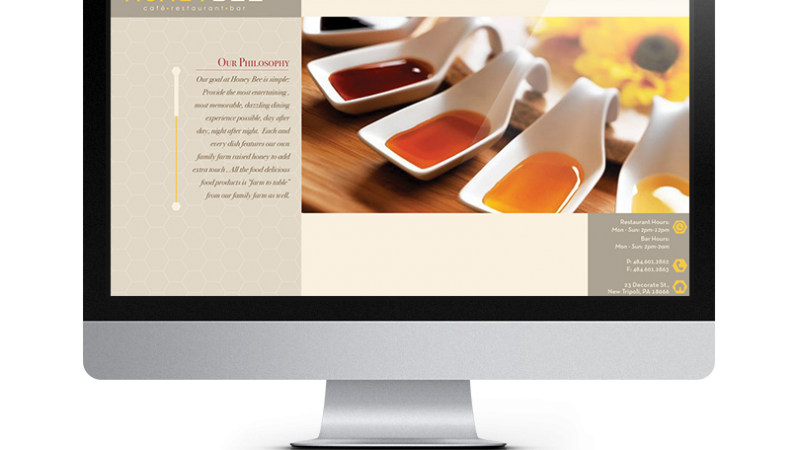 café•restaurant•bar
Our Philosophy
Our goal at Honey Bee is simple:
Provide the most entertaining,
most memorable, dazzling dining
experience possible, day after
day, night after night. Each and
every dish features our own
family farm raised honey to add
extra touch. All the food delicious
food products is "farm to table"
from our family farm as well.
Restaurant Hours:
Mon - Sun:
Bar Hours:
Mon - Sun:
P: 484.601.2862
F: 484.601.2863
23 Decorate St.,
New Tripoli, PA 18066